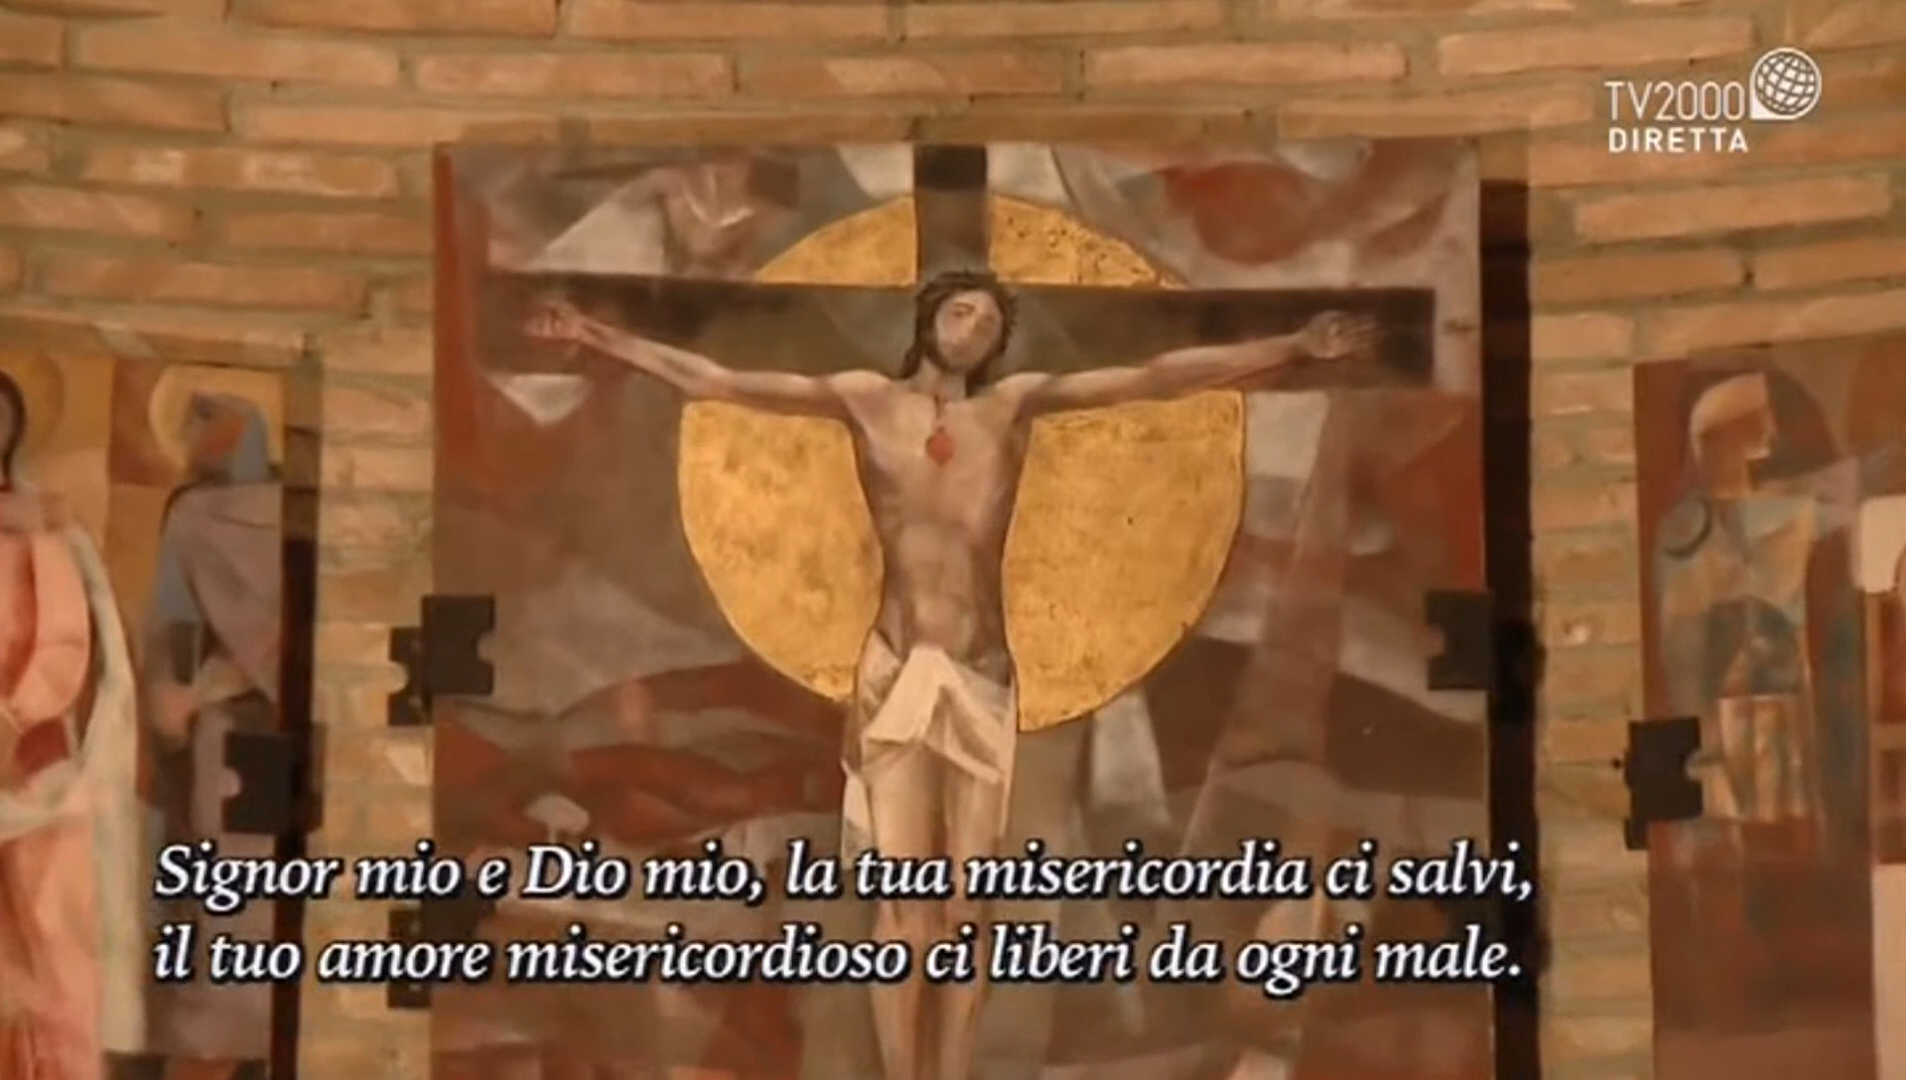 TV2000
DIRETTA
Signor mio e Dio mio, la tua misericordia ci salvi,
il tuo amore misericordioso ci liberi da ogni male.